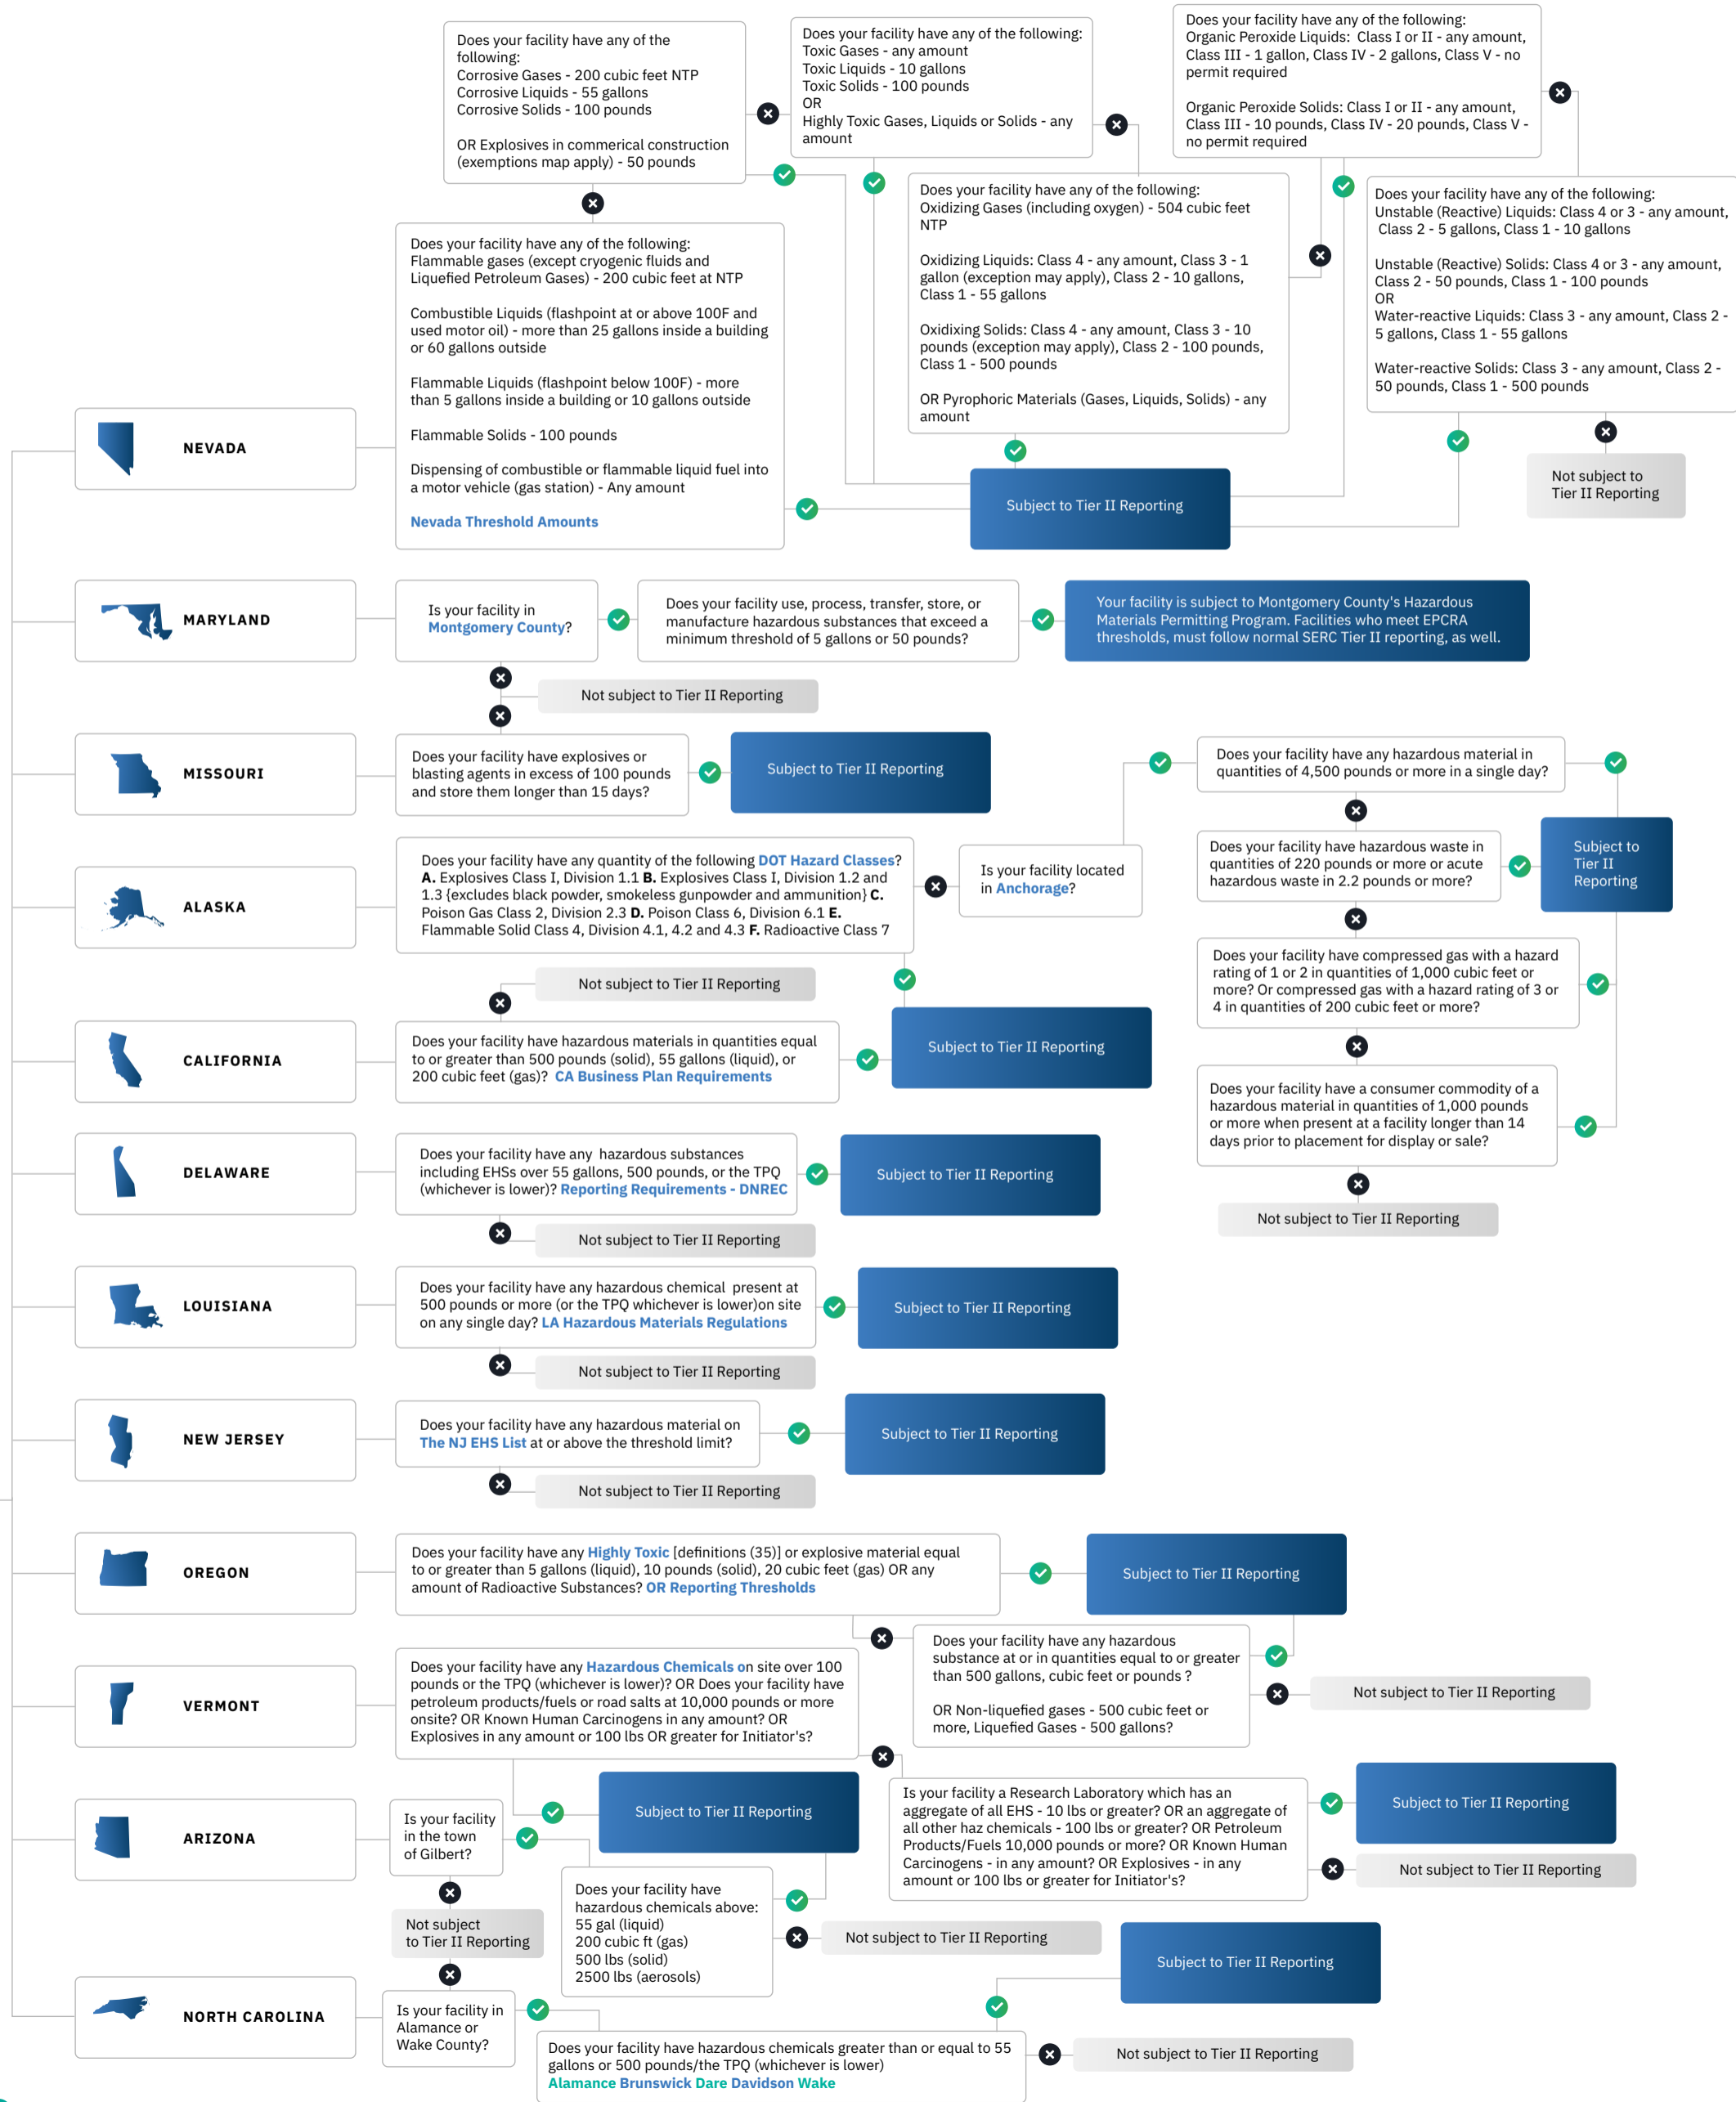 Does your facility have any of the
following:
Corrosive Gases - 200 cubic feet NTP
Corrosive Liquids - 55 gallons
Corrosive Solids - 100 pounds
OR Explosives in commerical construction
(exemptions map apply) - 50 pounds
Does your facility have any of the following:
Toxic Gases - any amount
Toxic Liquids - 10 gallons
Toxic Solids - 100 pounds
OR
Highly Toxic Gases, Liquids or Solids - any
amount
Does your facility have any of the following:
Organic Peroxide Liquids: Class I or II - any amount,
Class III - 1 gallon, Class IV - 2 gallons, Class V - no
permit required
Organic Peroxide Solids: Class I or II - any amount,
Class III - 10 pounds, Class IV - 20 pounds, Class V -
no permit required
Does your facility have any of the following:
Oxidizing Gases (including oxygen) - 504 cubic feet
NTP
Oxidizing Liquids: Class 4 - any amount, Class 3 - 1
gallon (exception may apply), Class 2 - 10 gallons,
Class 1 - 55 gallons
Oxidixing Solids: Class 4 - any amount, Class 3 - 10
pounds (exception may apply), Class 2 - 100 pounds,
Class 1 - 500 pounds
OR Pyrophoric Materials (Gases, Liquids, Solids) - any
amount
Does your facility have any of the following:
Unstable (Reactive) Liquids: Class 4 or 3 - any amount,
Class 2 - 5 gallons, Class 1 - 10 gallons
Unstable (Reactive) Solids: Class 4 or 3 - any amount,
Class 2 - 50 pounds, Class 1 - 100 pounds
OR
Water-reactive Liquids: Class 3 - any amount, Class 2 -
5 gallons, Class 1 - 55 gallons
Water-reactive Solids: Class 3 - any amount, Class 2 -
50 pounds, Class 1 - 500 pounds
NEVADA
Does your facility have any of the following:
Flammable gases (except cryogenic fluids and
Liquefied Petroleum Gases) - 200 cubic feet at NTP
Combustible Liquids (flashpoint at or above 100F and
used motor oil) - more than 25 gallons inside a building
or 60 gallons outside
Flammable Liquids (flashpoint below 100F) - more
than 5 gallons inside a building or 10 gallons outside
Flammable Solids - 100 pounds
Dispensing of combustible or flammable liquid fuel into
a motor vehicle (gas station) - Any amount
Nevada Threshold Amounts
Subject to Tier II Reporting
Not subject to
Tier II Reporting
MARYLAND
Is your facility in
Montgomery County?
Does your facility use, process, transfer, store, or
manufacture hazardous substances that exceed a
minimum threshold of 5 gallons or 50 pounds?
Your facility is subject to Montgomery County's Hazardous
Materials Permitting Program. Facilities who meet EPCRA
thresholds, must follow normal SERC Tier II reporting, as well.
Not subject to Tier II Reporting
MISSOURI
Does your facility have explosives or
blasting agents in excess of 100 pounds
and store them longer than 15 days?
Subject to Tier II Reporting
ALASKA
Does your facility have any quantity of the following DOT Hazard Classes?
A. Explosives Class I, Division 1.1 B. Explosives Class I, Division 1.2 and
1.3 {excludes black powder, smokeless gunpowder and ammunition} C.
Poison Gas Class 2, Division 2.3 D. Poison Class 6, Division 6.1 E.
Flammable Solid Class 4, Division 4.1, 4.2 and 4.3 F. Radioactive Class 7
Is your facility located
in Anchorage?
Does your facility have any hazardous material in
quantities of 4,500 pounds or more in a single day?
Does your facility have hazardous waste in
quantities of 220 pounds or more or acute
hazardous waste in 2.2 pounds or more?
Subject to
Tier II
Reporting
Does your facility have compressed gas with a hazard
rating of 1 or 2 in quantities of 1,000 cubic feet or
more? Or compressed gas with a hazard rating of 3 or
4 in quantities of 200 cubic feet or more?
Does your facility have a consumer commodity of a
hazardous material in quantities of 1,000 pounds
or more when present at a facility longer than 14
days prior to placement for display or sale?
Not subject to Tier II Reporting
Not subject to Tier II Reporting
CALIFORNIA
Does your facility have hazardous materials in quantities equal
to or greater than 500 pounds (solid), 55 gallons (liquid), or
200 cubic feet (gas)? CA Business Plan Requirements
Subject to Tier II Reporting
DELAWARE
Does your facility have any hazardous substances
including EHSs over 55 gallons, 500 pounds, or the TPQ
(whichever is lower)? Reporting Requirements - DNREC
Subject to Tier II Reporting
Not subject to Tier II Reporting
LOUISIANA
Does your facility have any hazardous chemical present at
500 pounds or more (or the TPQ whichever is lower)on site
on any single day? LA Hazardous Materials Regulations
Subject to Tier II Reporting
Not subject to Tier II Reporting
NEW JERSEY
Does your facility have any hazardous material on
The NJ EHS List at or above the threshold limit?
Subject to Tier II Reporting
Not subject to Tier II Reporting
OREGON
Does your facility have any Highly Toxic [definitions (35)] or explosive material equal
to or greater than 5 gallons (liquid), 10 pounds (solid), 20 cubic feet (gas) OR any
amount of Radioactive Substances? OR Reporting Thresholds
Subject to Tier II Reporting
Does your facility have any hazardous
substance at or in quantities equal to or greater
than 500 gallons, cubic feet or pounds ?
OR Non-liquefied gases - 500 cubic feet or
more, Liquefied Gases - 500 gallons?
Not subject to Tier II Reporting
VERMONT
Does your facility have any Hazardous Chemicals on site over 100
pounds or the TPQ (whichever is lower)? OR Does your facility have
petroleum products/fuels or road salts at 10,000 pounds or more
onsite? OR Known Human Carcinogens in any amount? OR
Explosives in any amount or 100 lbs OR greater for Initiator's?
Subject to Tier II Reporting
Is your facility a Research Laboratory which has an
aggregate of all EHS - 10 lbs or greater? OR an aggregate of
all other haz chemicals - 100 lbs or greater? OR Petroleum
Products/Fuels 10,000 pounds or more? OR Known Human
Carcinogens - in any amount? OR Explosives - in any
amount or 100 lbs or greater for Initiator's?
Subject to Tier II Reporting
Not subject to Tier II Reporting
ARIZONA
Is your facility
in the town
of Gilbert?
Not subject
to Tier II Reporting
Does your facility have
hazardous chemicals above:
55 gal (liquid)
200 cubic ft (gas)
500 lbs (solid)
2500 lbs (aerosols)
Not subject to Tier II Reporting
NORTH CAROLINA
Is your facility in
Alamance or
Wake County?
Subject to Tier II Reporting
Does your facility have hazardous chemicals greater than or equal to 55
gallons or 500 pounds/the TPQ (whichever is lower)
Alamance Brunswick Dare Davidson Wake
Not subject to Tier II Reporting